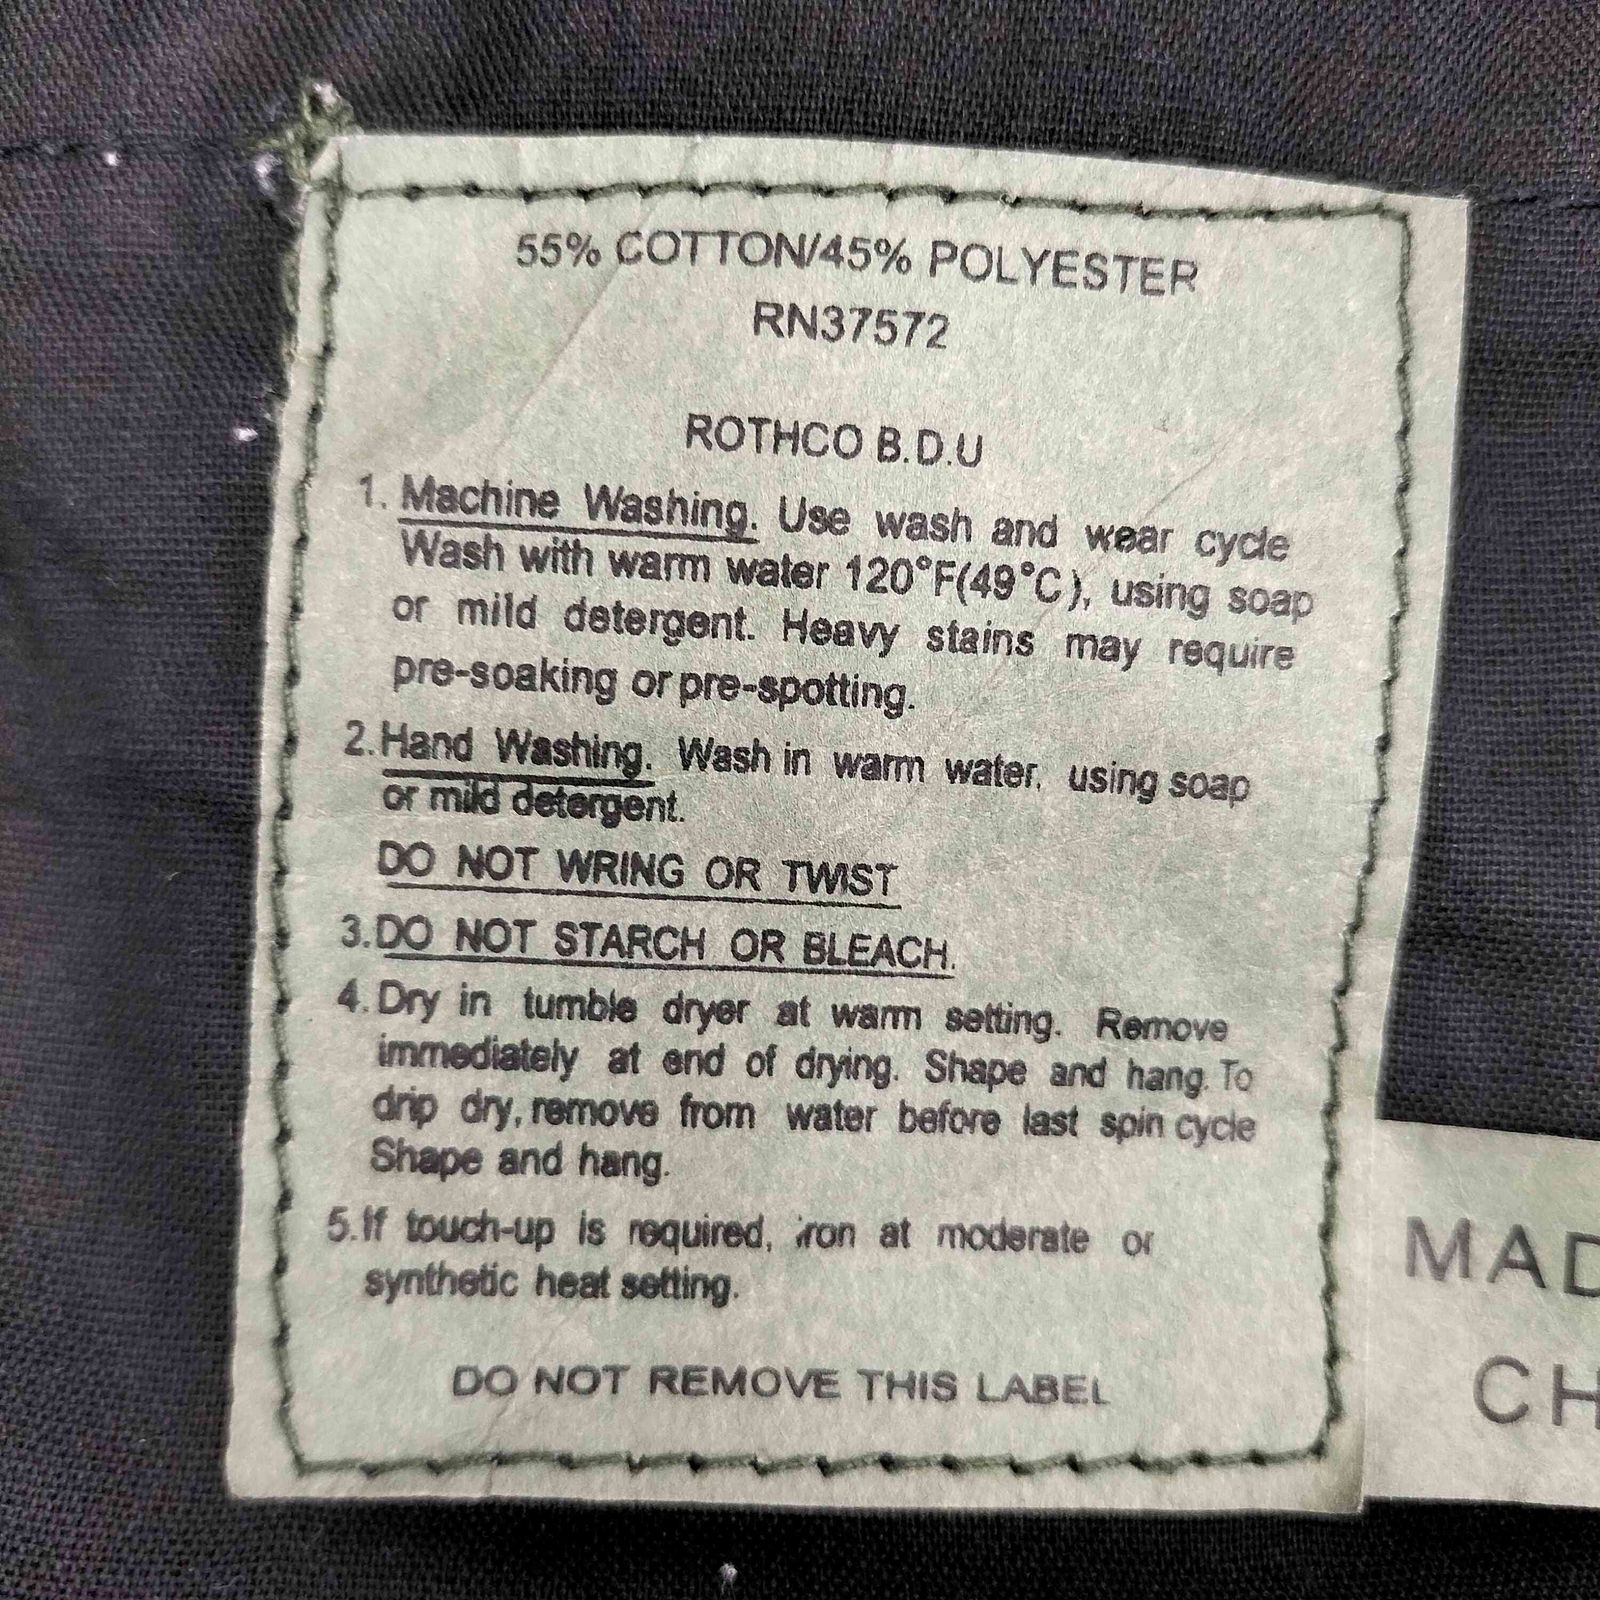 55% COTTON/45% POLYESTER
RN37572
ROTHCO B.D.U
1. Machine Washing. Use wash and wear cycle
Wash with warm water 120°F(49°C), using soap
or mild detergent. Heavy stains may require
pre-soaking or pre-spotting.
2. Hand Washing. Wash in warm water, using soap
or mild detergent.
DO NOT WRING OR TWIST
3. DO NOT STARCH OR BLEACH.
4. Dry in tumble dryer at warm setting. Remove
immediately at end of drying. Shape and hang. To
drip dry, remove from water before last spin cycle
Shape and hang.
5. If touch-up is required, iron at moderate or
synthetic heat setting.
DO NOT REMOVE THIS LABEL
MAD
CH